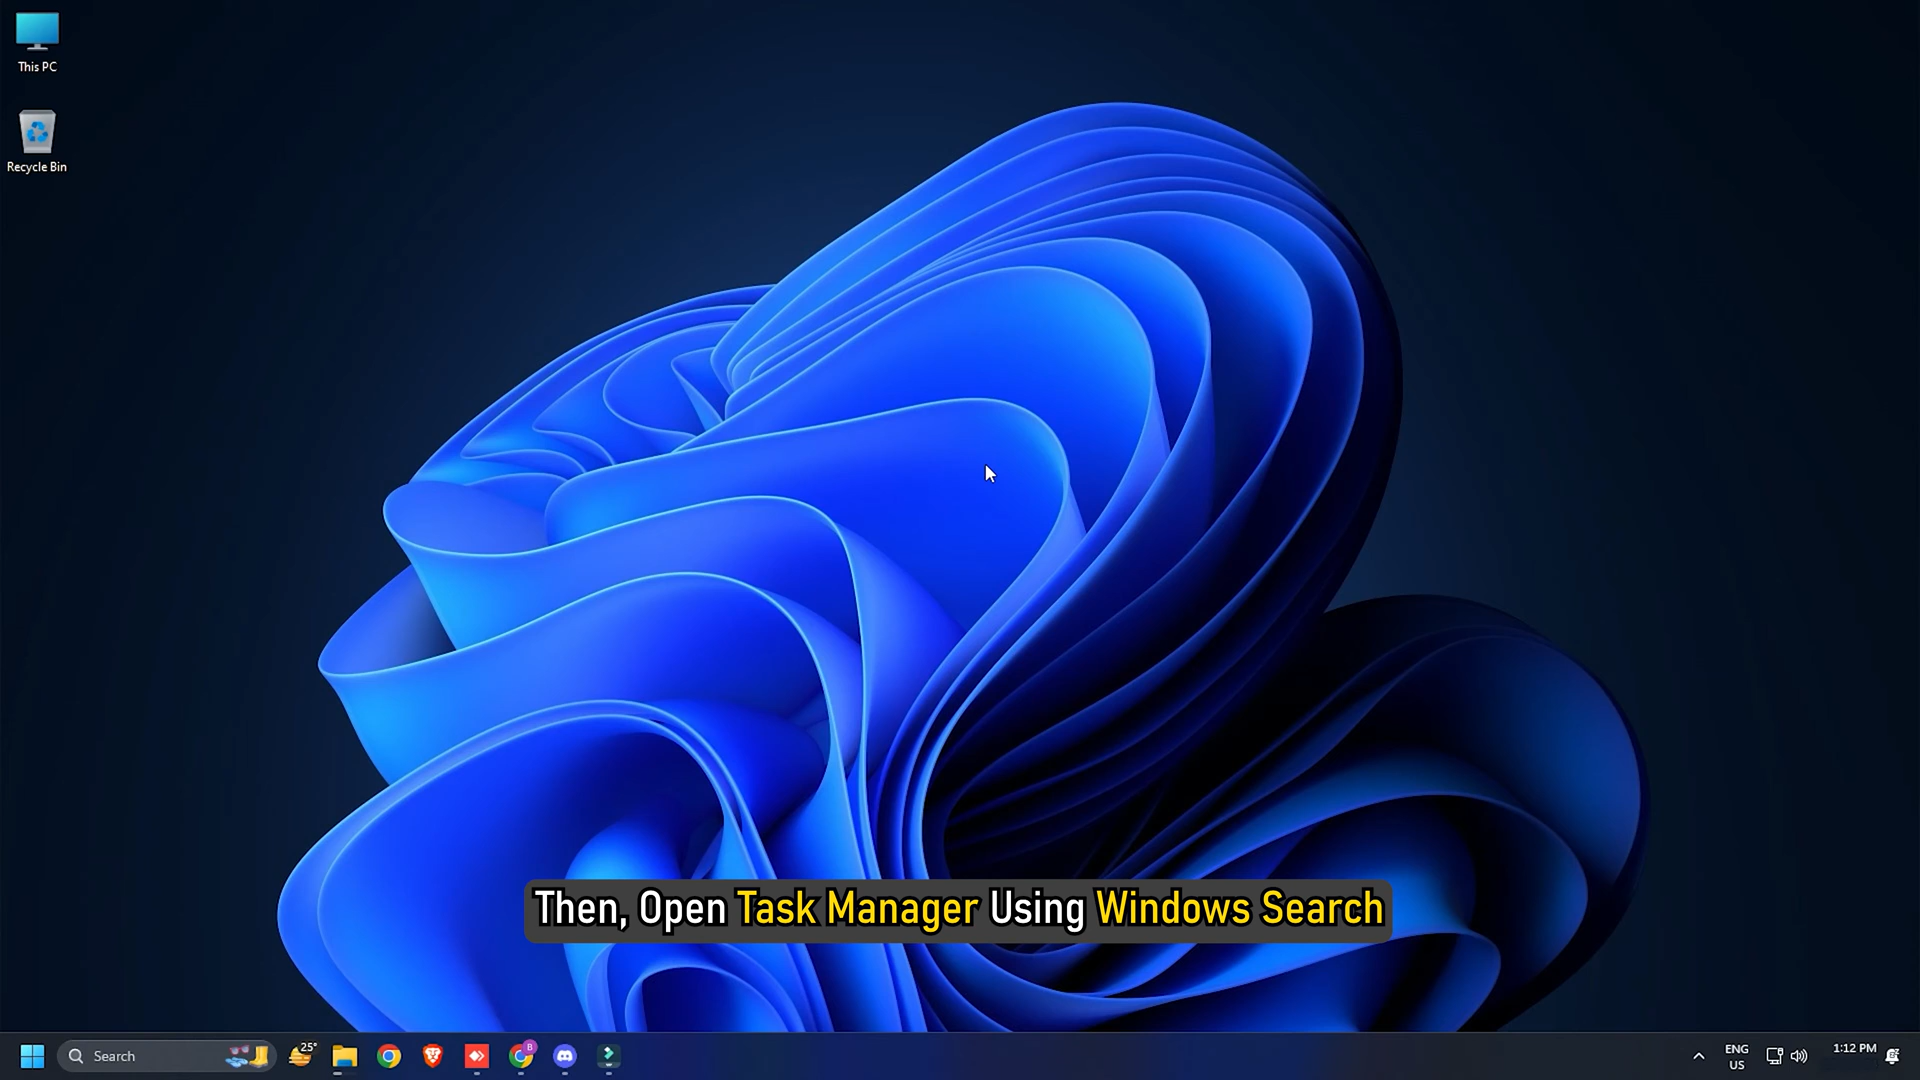 This PC
Recycle Bin
Then, Open Task Manager Using Windows Search
Search
25°
B
ENG
US
1:12 PM